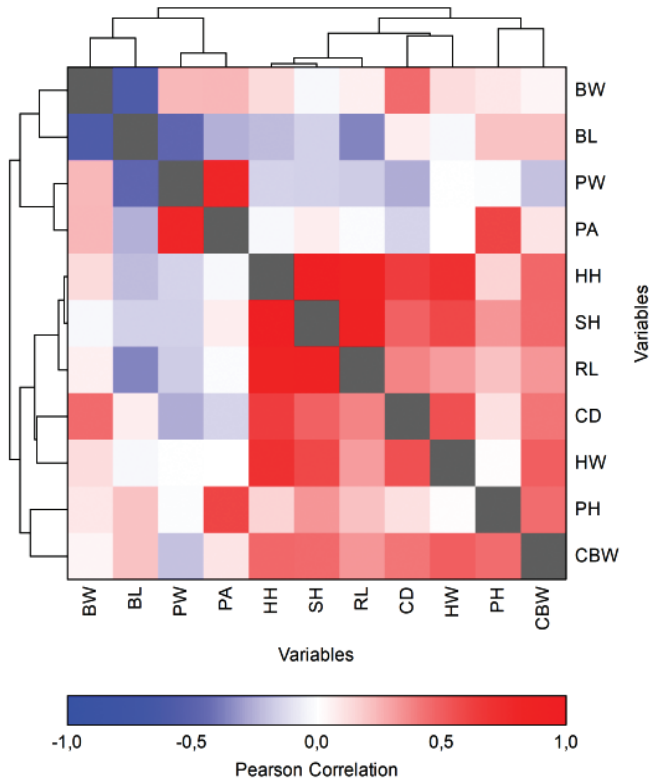 BW
BL
PW
PA
HH
SH
RL
CD
HW
PH
CBW
Variables
BW BL PW PA HH SH RL CD HW PH CBW
Variables
-1,0 -0,5 0,0 0,5 1,0
Pearson Correlation